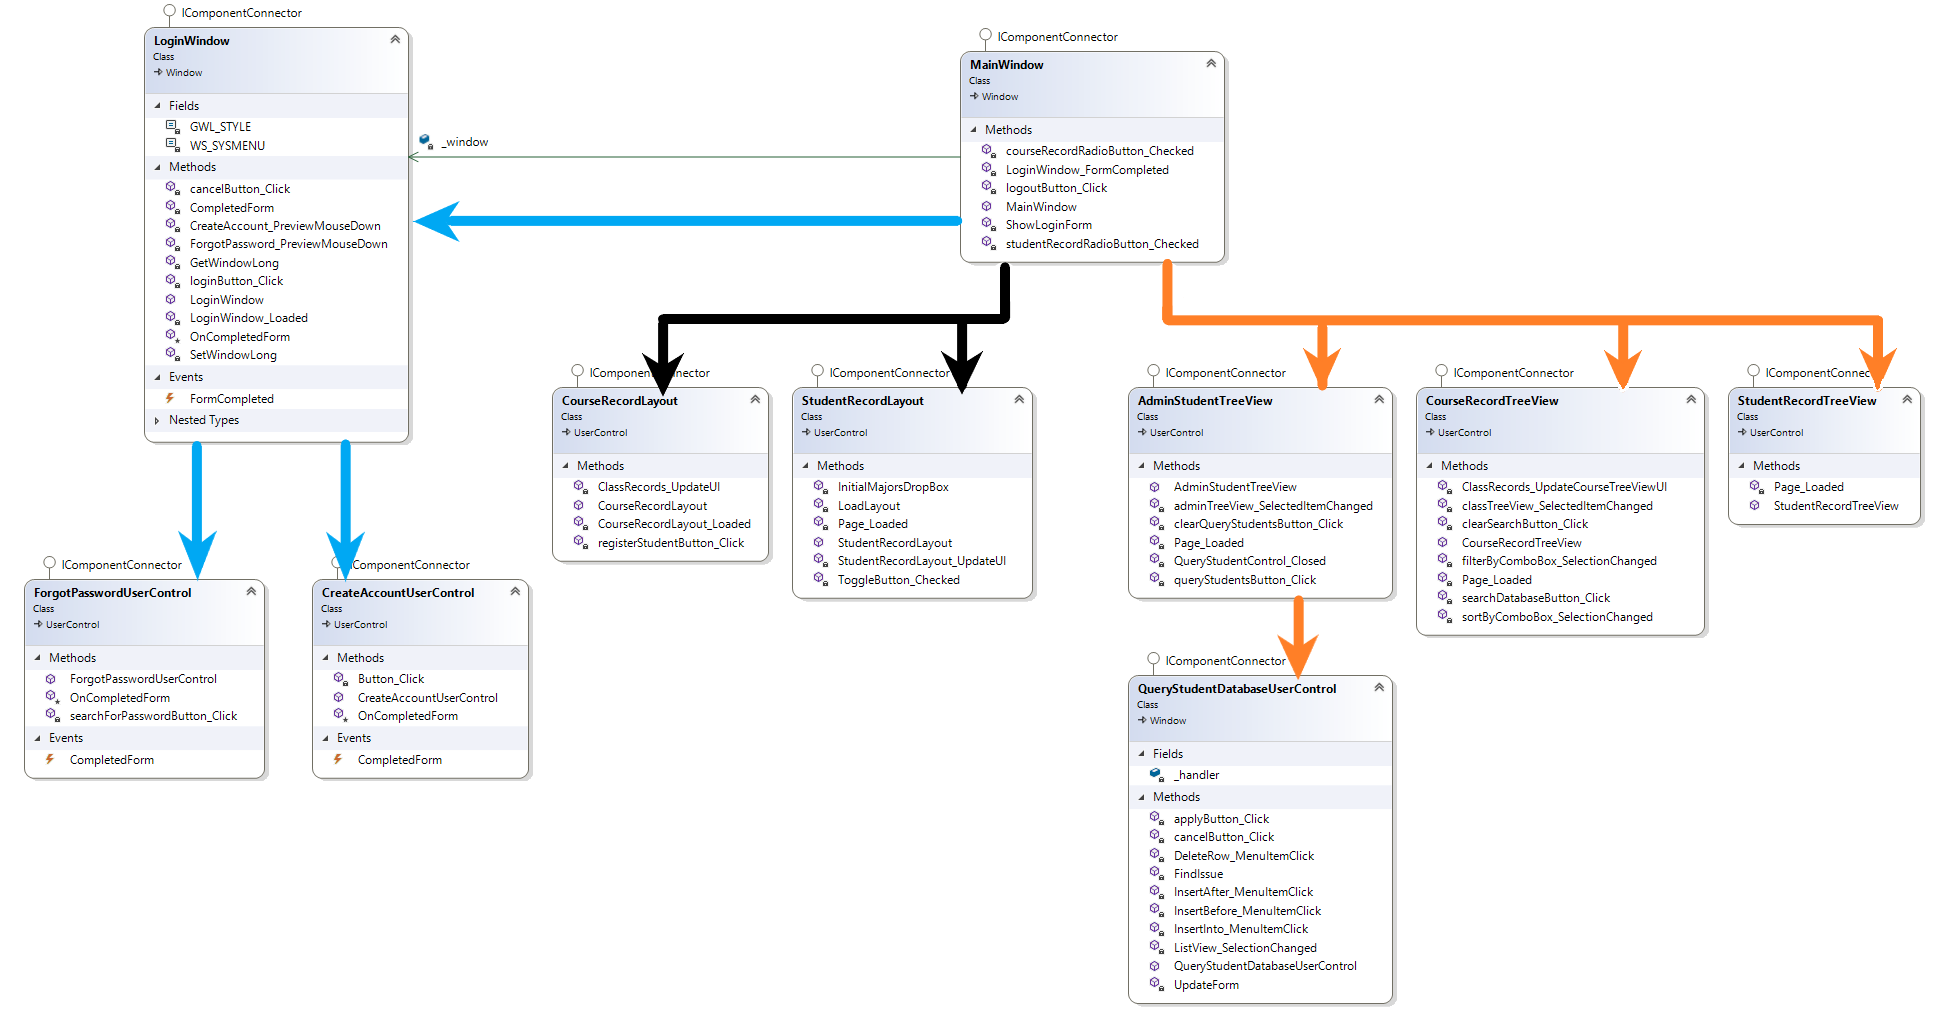 IComponentConnector
LoginWindow
Class
Window
Fields
GWL_STYLE
WS_SYSMENU
Methods
cancelButton_Click
CompletedForm
CreateAccount_PreviewMouseDown
ForgotPassword_PreviewMouseDown
GetWindowLong
loginButton_Click
LoginWindow
LoginWindow_Loaded
OnCompletedForm
SetWindowLong
Events
FormCompleted
Nested Types
_window
IComponentConnector
MainWindow
Class
Window
Methods
courseRecordRadioButton_Checked
LoginWindow_FormCompleted
logoutButton_Click
MainWindow
ShowLoginForm
studentRecordRadioButton_Checked
IComponentConnector
CourseRecordLayout
Class
UserControl
Methods
ClassRecords_UpdateUI
CourseRecordLayout
CourseRecordLayout_Loaded
registerStudentButton_Click
IComponentConnector
StudentRecordLayout
Class
UserControl
Methods
InitialMajorsDropBox
LoadLayout
Page_Loaded
StudentRecordLayout
StudentRecordLayout_UpdateUI
ToggleButton_Checked
IComponentConnector
AdminStudentTreeView
Class
UserControl
Methods
AdminStudentTreeView
adminTreeView_SelectedItemChanged
clearQueryStudentsButton_Click
Page_Loaded
QueryStudentControl_Closed
queryStudentsButton_Click
IComponentConnector
CourseRecordTreeView
Class
UserControl
Methods
ClassRecords_UpdateCourseTreeViewUI
classTreeView_SelectedItemChanged
clearSearchButton_Click
CourseRecordTreeView
filterByComboBox_SelectionChanged
Page_Loaded
searchDatabaseButton_Click
sortByComboBox_SelectionChanged
IComponentConnec
StudentRecordTreeView
Class
UserControl
Methods
Page_Loaded
StudentRecordTreeView
IComponentConnector
ForgotPasswordUserControl
Class
UserControl
Methods
ForgotPasswordUserControl
OnCompletedForm
searchForPasswordButton_Click
Events
CompletedForm
IComponentConnector
CreateAccountUserControl
Class
UserControl
Methods
Button_Click
CreateAccountUserControl
OnCompletedForm
Events
CompletedForm
IComponentConnector
QueryStudentDatabaseUserControl
Class
Window
Fields
_handler
Methods
applyButton_Click
cancelButton_Click
DeleteRow_MenuItemClick
FindIssue
InsertAfter_MenuItemClick
InsertBefore_MenuItemClick
InsertInto_MenuItemClick
ListView_SelectionChanged
QueryStudentDatabaseUserControl
UpdateForm